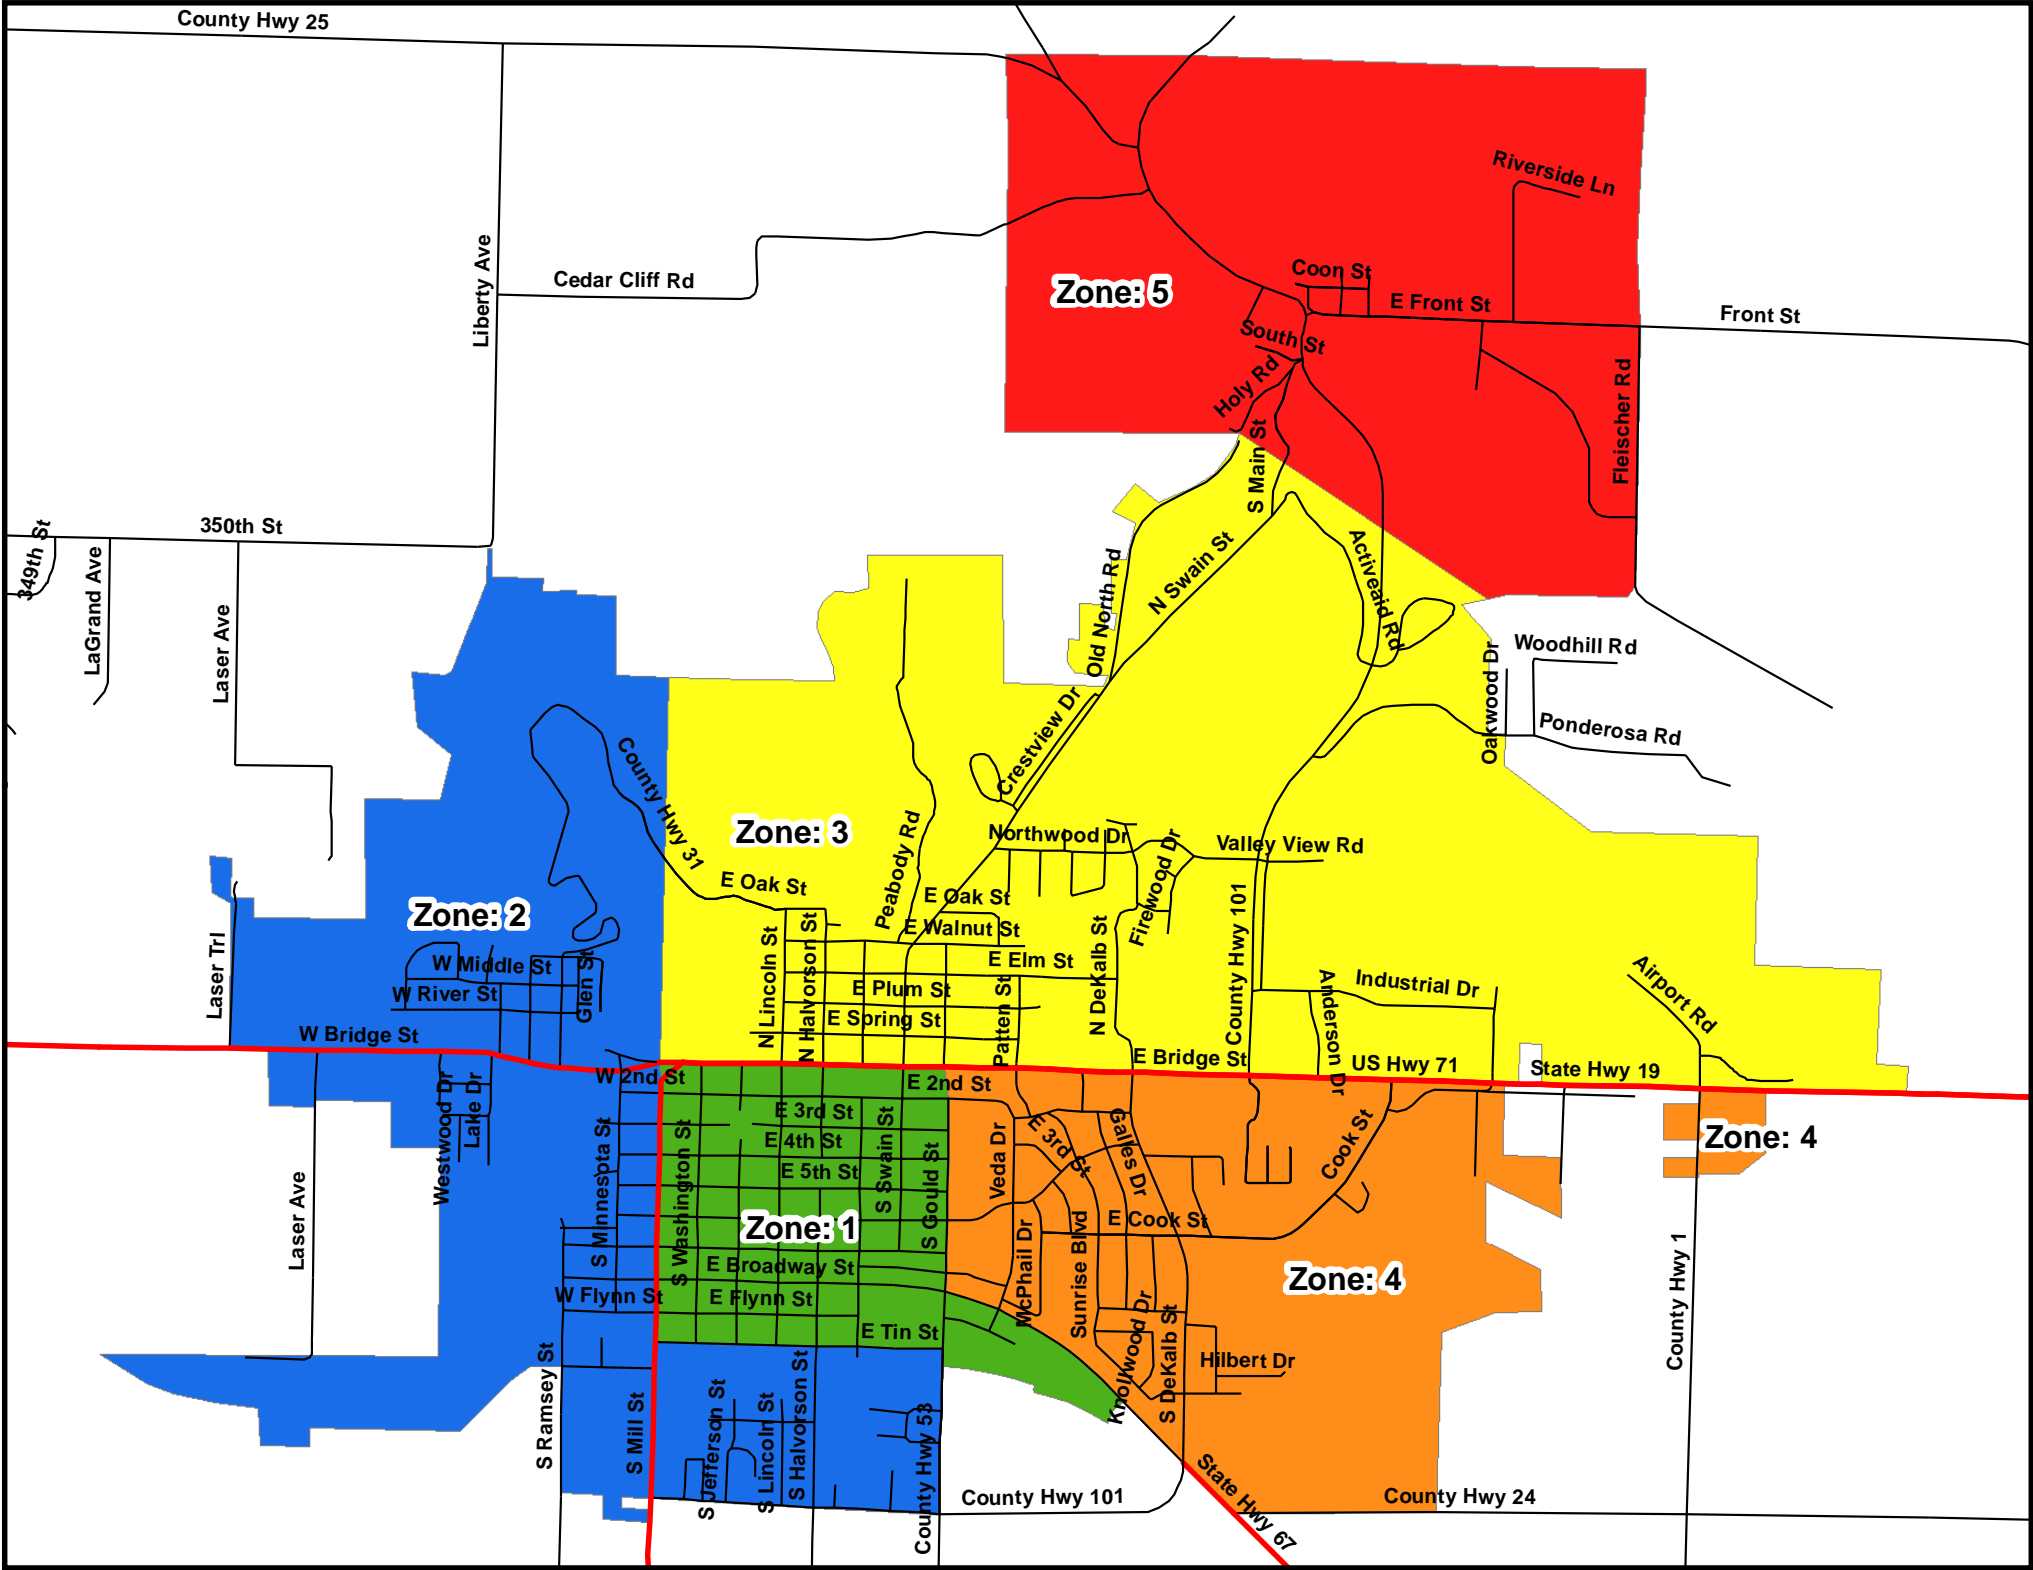 County Hwy 25
Riverside Ln
Liberty Ave
Cedar Cliff Rd
Zone: 5
Coon St
E Front St
Front St
South St
Holy Rd
Fleischer Rd
S Main St
349th St
350th St
LaGrand Ave
Laser Ave
Old North Rd
N Swain St
Activeaid Rd
Woodhill Rd
Oakwood Dr
Ponderosa Rd
Crestview Dr
County Hwy 31
Zone: 3
Northwood Dr
Valley View Rd
Peabody Rd
Firewood Dr
E Oak St
E Oak St
Zone: 2
E Walnut St
N Lincoln St
N Halvorson St
N DeKalb St
County Hwy 101
Laser Trl
W Middle St
Glen St
E Elm St
Patten St
Anderson Dr
Industrial Dr
Airport Rd
W River St
E Plum St
E Spring St
W Bridge St
E Bridge St
US Hwy 71
State Hwy 19
W 2nd St
E 2nd St
Westwood Dr
Lake Dr
E 3rd St
E 3rd St
Galles Dr
Cook St
Zone: 4
E 4th St
E 5th St
S Minnesota St
S Washington St
S Swain St
S Gould St
Veda Dr
Laser Ave
Zone: 1
E Cook St
McPhail Dr
Sunrise Blvd
E Broadway St
Zone: 4
County Hwy 1
W Flynn St
E Flynn St
E Tin St
Knollwood Dr
S DeKalb St
Hilbert Dr
S Ramsey St
S Mill St
S Jefferson St
S Lincoln St
S Halvorson St
County Hwy 53
County Hwy 101
State Hwy 67
County Hwy 24